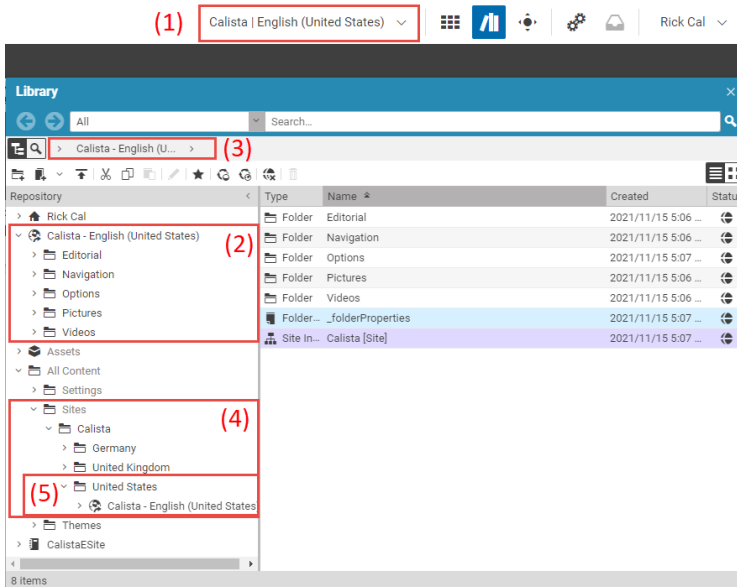 (1) Calista | English (United States) Rick Cal
Library
All Search...
Calista - English (U... (3)
Repository Type Name Created Statu
Rick Cal Folder Editorial 2021/11/15 5:06 ...
Calista - English (United States) (2) Folder Navigation 2021/11/15 5:06 ...
Editorial Folder Options 2021/11/15 5:07 ...
Navigation Folder Pictures 2021/11/15 5:06 ...
Options Folder Videos 2021/11/15 5:06 ...
Pictures Folder... _folderProperties 2021/11/15 5:07 ...
Videos Site In... Calista [Site] 2021/11/15 5:07 ...
Assets
All Content
Settings
Sites
Calista (4)
Germany
United Kingdom
United States
(5) Calista - English (United States
Themes
CalistaESite
8 items